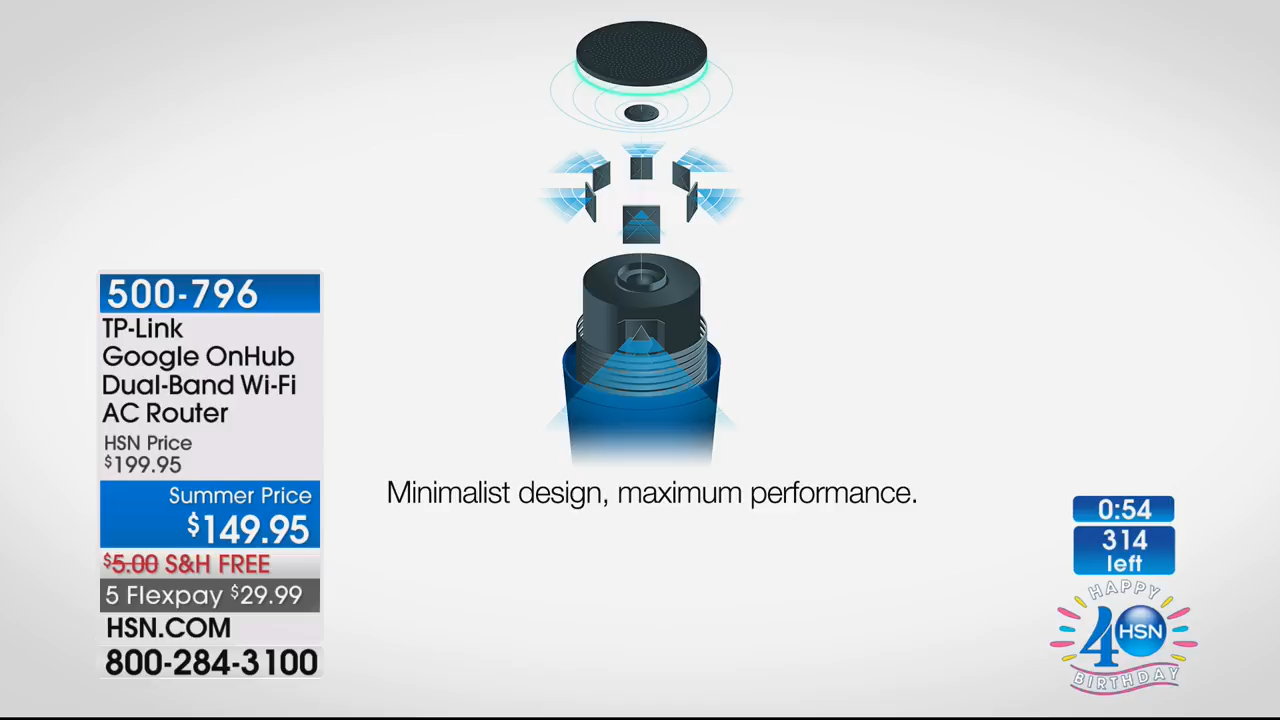 500-796
TP-Link
Google OnHub
Dual-Band Wi-Fi
AC Router
HSN Price
$199.95
Summer Price
$149.95
$5.00 S&H FREE
5 Flexpay $29.99
HSN.COM
800-284-3100
Minimalist design, maximum performance.
0:54
314
left
HAPPY
40 HSN
BIRTHDAY